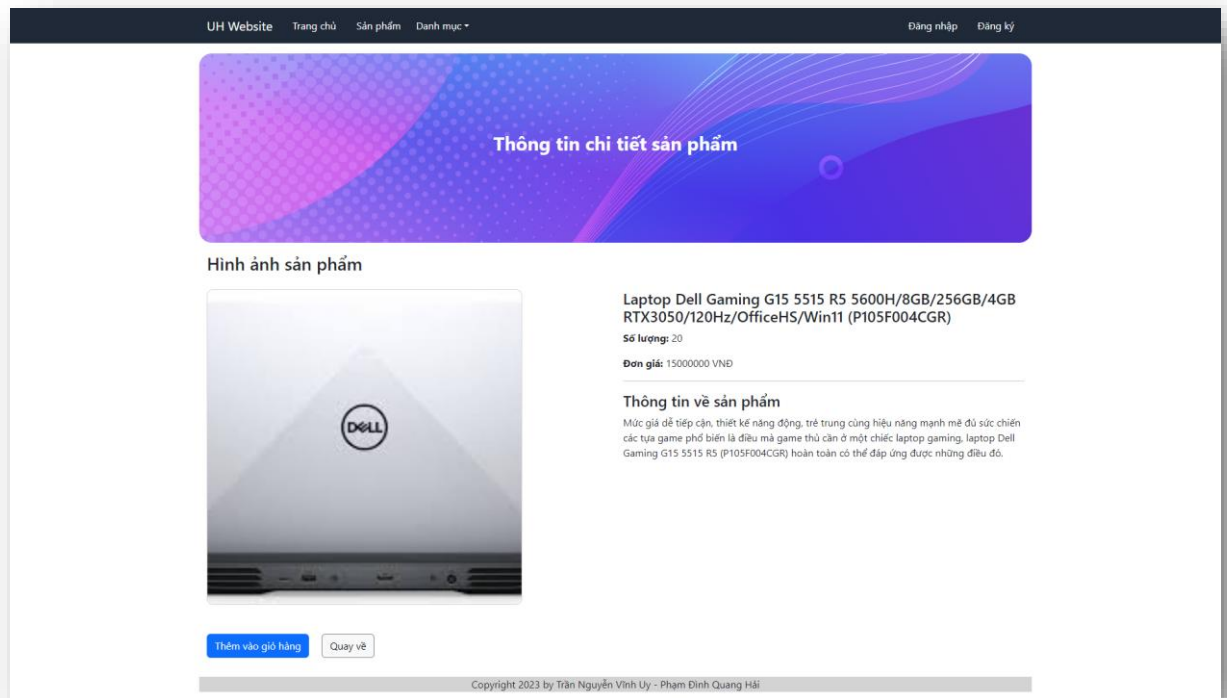 UH Website Trang chủ Sản phẩm Danh mục Đăng nhập Đăng ký
Thông tin chi tiết sản phẩm
Hình ảnh sản phẩm
DELL
Laptop Dell Gaming G15 5515 R5 5600H/8GB/256GB/4GB
RTX3050/120Hz/OfficeHS/Win11 (P105F004CGR)
Số lượng: 20
Đơn giá: 15000000 VNĐ
Thông tin về sản phẩm
Mức giá dễ tiếp cận, thiết kế năng động, trẻ trung cùng hiệu năng mạnh mẽ đủ sức chiến
các tựa game phổ biến là điều mà game thủ cần ở một chiếc laptop gaming, laptop Dell
Gaming G15 5515 R5 (P105F004CGR) hoàn toàn có thể đáp ứng được những điều đó.
Thêm vào giỏ hàng Quay về
Copyright 2023 by Trần Nguyễn Vĩnh Uy - Phạm Đình Quang Hải